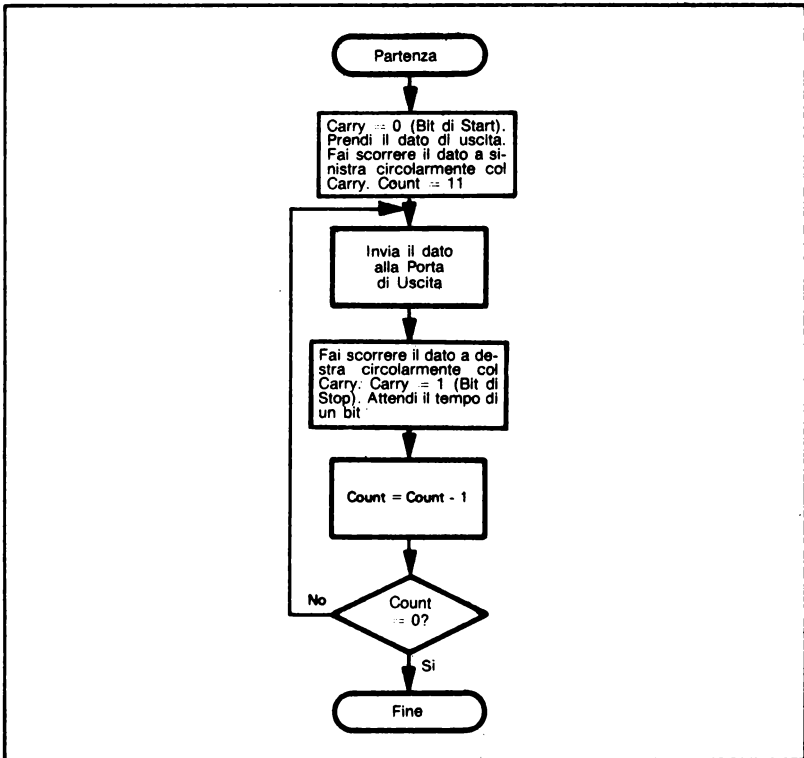 Partenza
Carry = 0 (Bit di Start).
Prendi il dato di uscita.
Fai scorrere il dato a si-
nistra circolarmente col
Carry. Count = 11
Invia il dato
alla Porta
di Uscita
Fai scorrere il dato a de-
stra circolarmente col
Carry. Carry = 1 (Bit di
Stop). Attendi il tempo di
un bit
Count = Count - 1
Count
= 0?
No
Si
Fine